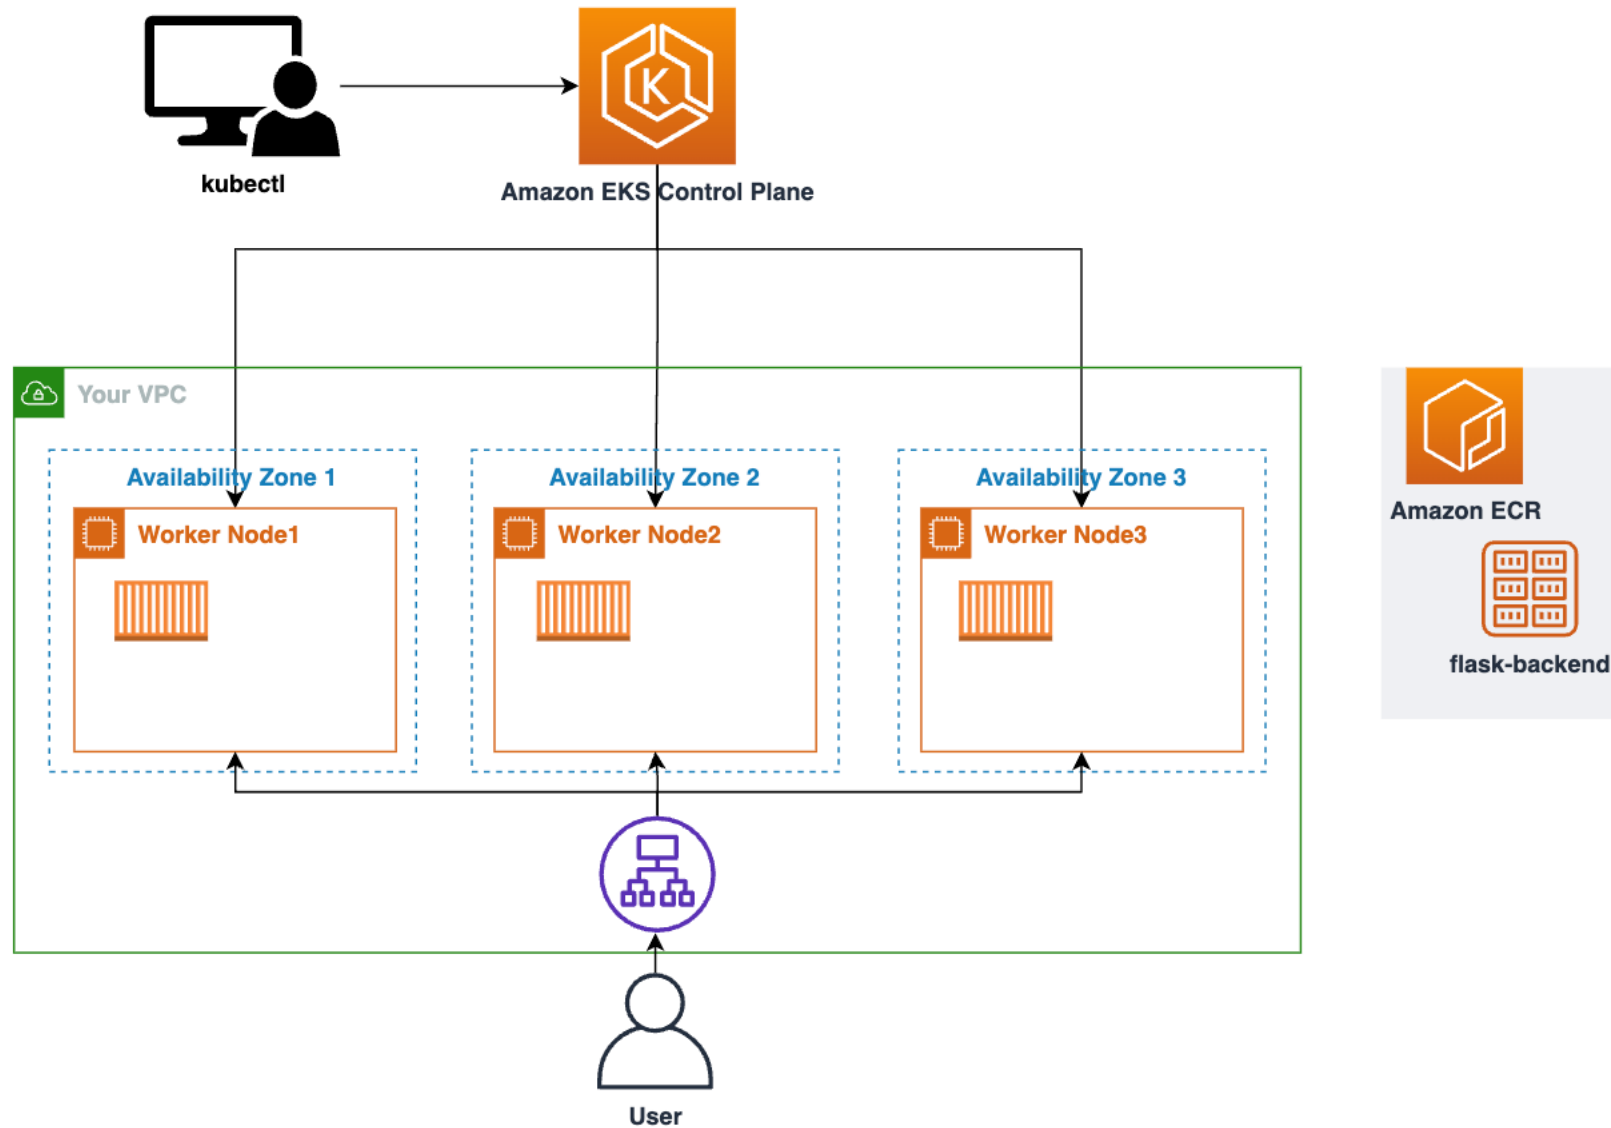 kubectl
K
Amazon EKS Control Plane
Your VPC
Availability Zone 1
Availability Zone 2
Availability Zone 3
Worker Node1
Worker Node2
Worker Node3
Amazon ECR
flask-backend
User